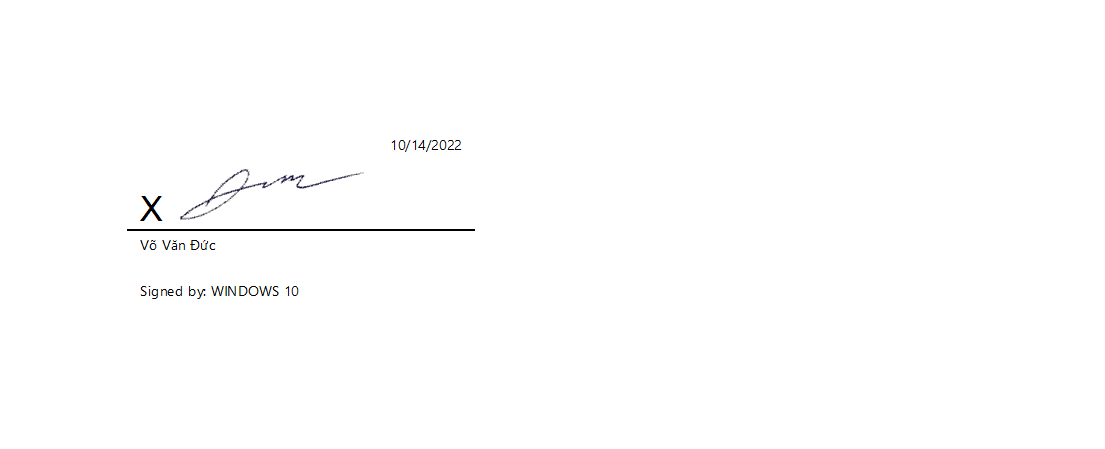 10/14/2022
X
Võ Văn Đức
Signed by: WINDOWS 10